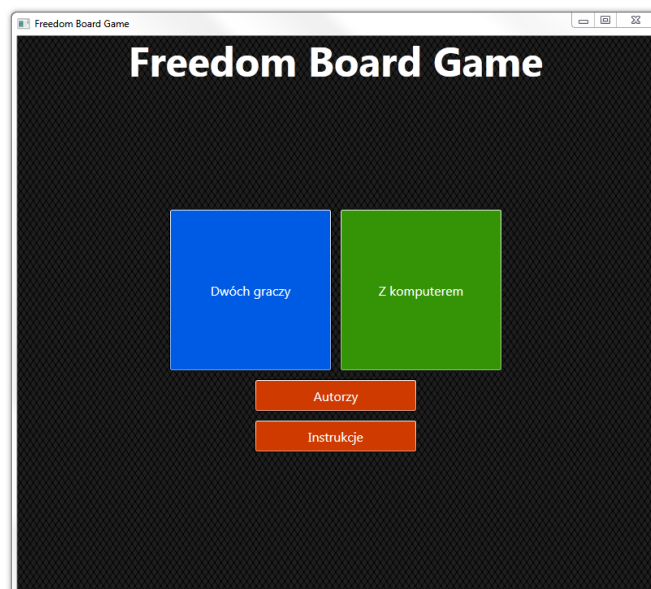 Freedom Board Game
Freedom Board Game
Dwóch graczy
Z komputerem
Autorzy
Instrukcje